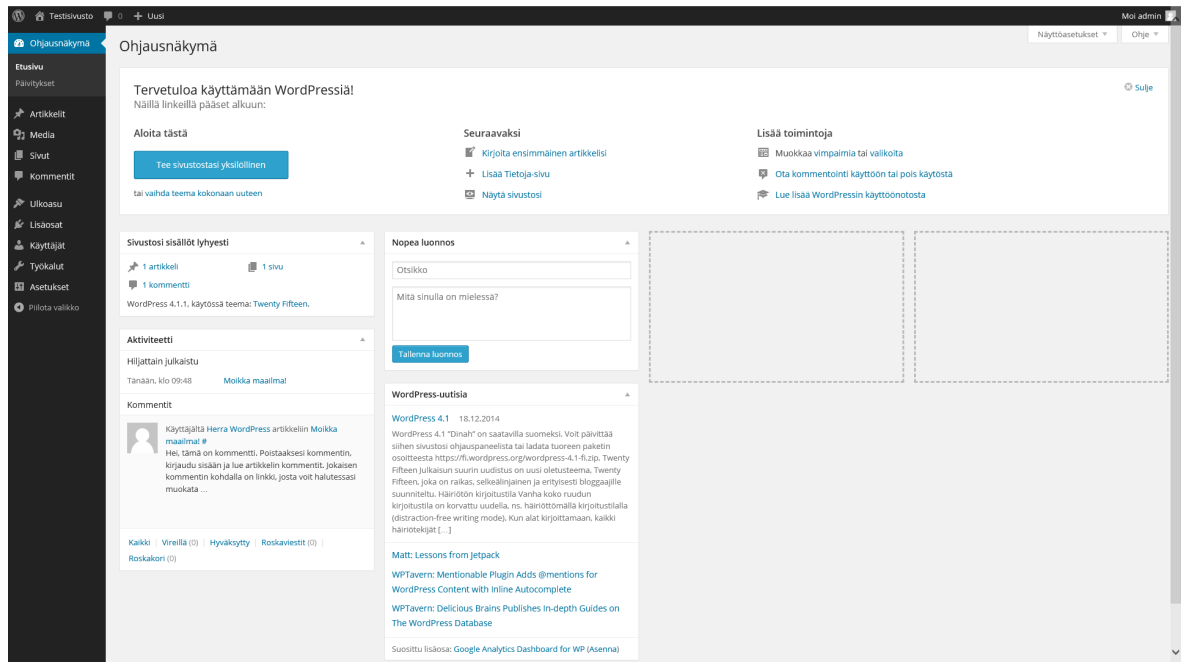 Testisivusto 0 Uusi
Moi admin
Ohjausnäkymä
Etusivu
Päivitykset
Artikkelit
Media
Sivut
Kommentit
Ulkoasu
Lisäosat
Käyttäjät
Työkalut
Asetukset
Piilota valikko
Näyttöasetukset
Ohje
Ohjausnäkymä
Tervetuloa käyttämään WordPressiä!
Näillä linkeillä pääset alkuun:
Sulje
Aloita tästä
Tee sivustostasi yksilöllinen
tai vaihda teema kokonaan uuteen
Seuraavaksi
Kirjoita ensimmäinen artikkelisi
Lisää Tietoja-sivu
Näytä sivustosi
Lisää toimintoja
Muokkaa vimpaimia tai valikoita
Ota kommentointi käyttöön tai pois käytöstä
Lue lisää WordPressin käyttöönotosta
Sivustosi sisällöt lyhyesti
1 artikkeli
1 sivu
1 kommentti
WordPress 4.1.1, käytössä teema: Twenty Fifteen.
Aktiviteetti
Hiljattain julkaistu
Tänään, klo 09:48 Moikka maailma!
Kommentit
Käyttäjältä Herra WordPress artikkeliin Moikka
maailma! #
Hei, tämä on kommentti. Poistaaksesi kommentin,
kirjaudu sisään ja lue artikkelin kommentit. Jokaisen
kommentin kohdalla on linkki, josta voit halutessasi
muokata …
Kaikki | Vireillä (0) | Hyväksytty | Roskaviestit (0) |
Roskakori (0)
Nopea luonnos
Otsikko
Mitä sinulla on mielessä?
Tallenna luonnos
WordPress-uutisia
WordPress 4.1 18.12.2014
WordPress 4.1 "Dinah" on saatavilla suomeksi. Voit päivittää
siihen sivustosi ohjauspaneelista tai ladata tuoreen paketin
osoitteesta https://fi.wordpress.org/wordpress-4.1-fi.zip. Twenty
Fifteen Julkaisun suurin uudistus on uusi oletusteema, Twenty
Fifteen, joka on raikas, selkeälinjainen ja erityisesti bloggaajille
suunniteltu. Häiriötön kirjoitustila Vanha koko ruudun
kirjoitustila on korvattu uudella, ns. häiriöttömällä kirjoitustilalla
(distraction-free writing mode). Kun alat kirjoittamaan, kaikki
häiriötekijät […]
Matt: Lessons from Jetpack
WPTavern: Mentionable Plugin Adds @mentions for
WordPress Content with Inline Autocomplete
WPTavern: Delicious Brains Publishes In-depth Guides on
The WordPress Database
Suosittu lisäosa: Google Analytics Dashboard for WP (Asenna)